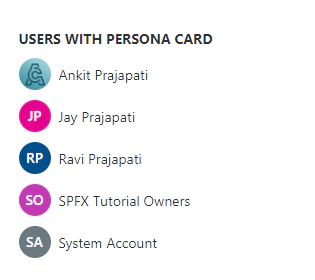 USERS WITH PERSONA CARD
Ankit Prajapati
JP Jay Prajapati
RP Ravi Prajapati
SO SPFX Tutorial Owners
SA System Account